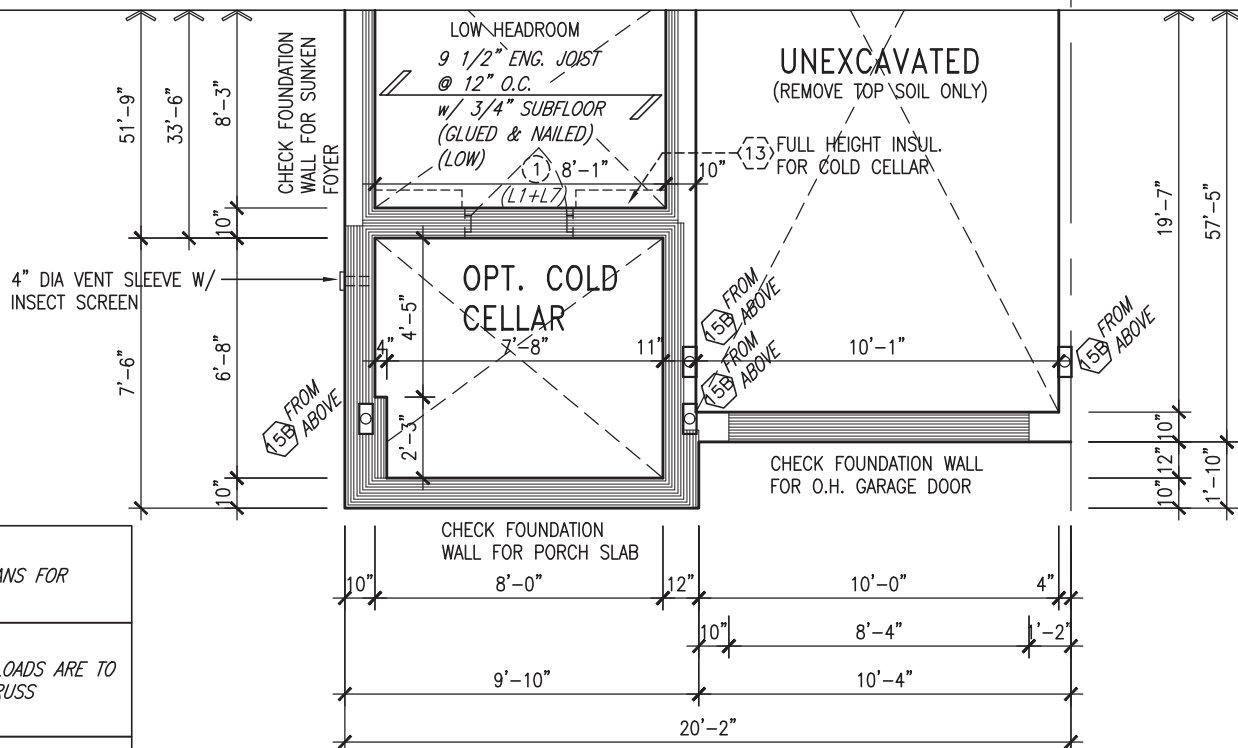 LOW HEADROOM
9 1/2" ENG. JOIST
@ 12" O.C.
w/ 3/4" SUBFLOOR
(GLUED & NAILED)
(LOW)
1
8'-1"
10"
(L1+L7)
UNEXCAVATED
(REMOVE TOP SOIL ONLY)
13
FULL HEIGHT INSUL.
FOR COLD CELLAR
CHECK FOUNDATION
WALL FOR SUNKEN
FOYER
51'-9"
33'-6"
8'-3"
10"
7'-6"
6'-8"
10"
4" DIA VENT SLEEVE W/
INSECT SCREEN
OPT. COLD
CELLAR
4'-5"
4"
7'-8"
11"
2'-3"
15B
FROM
ABOVE
15B
FROM
ABOVE
15B
FROM
ABOVE
10'-1"
15B
FROM
ABOVE
19'-7"
57'-5"
10"
12"
10"
1'-10"
CHECK FOUNDATION WALL
FOR O.H. GARAGE DOOR
CHECK FOUNDATION
WALL FOR PORCH SLAB
10"
8'-0"
12"
10'-0"
4"
10"
8'-4"
1'-2"
9'-10"
10'-4"
20'-2"
ANS FOR
LOADS ARE TO
RUSS